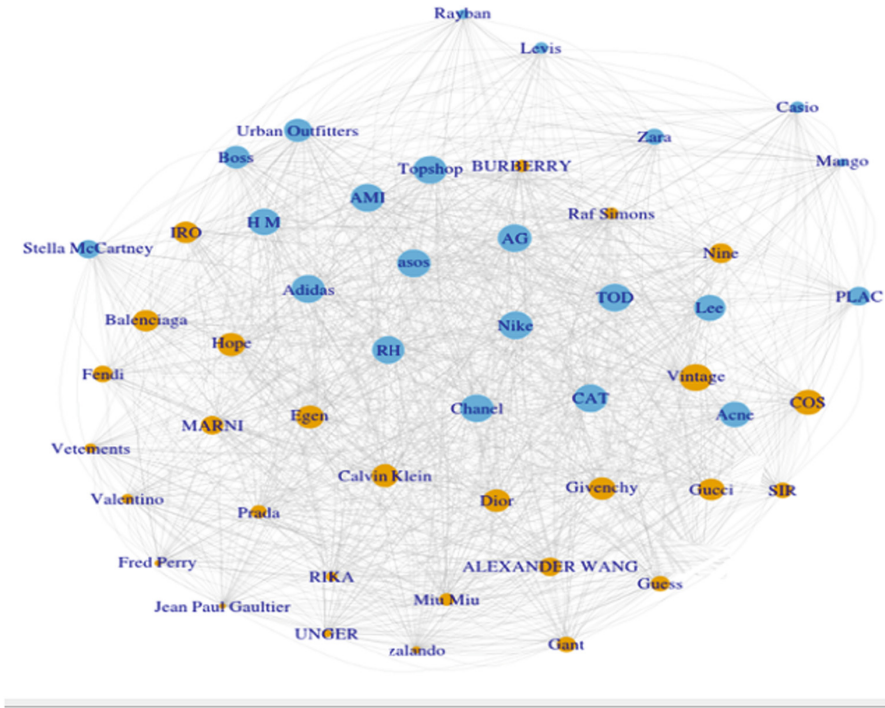 Rayban
Levis
Casio
Urban Outfitters
Zara
Boss
Mango
Topshop
BURBERRY
AMI
Raf Simons
H M
IRO
AG
Stella McCartney
Nine
asos
Adidas
TOD
PLAC
Lee
Balenciaga
Nike
Hope
RH
Fendi
Vintage
CAT
COS
Chanel
Acne
Egen
MARNI
Vetements
Calvin Klein
Givenchy
Gucci
SIR
Valentino
Dior
Prada
Fred Perry
ALEXANDER WANG
RIKA
Guess
Miu Miu
Jean Paul Gaultier
UNGER
Gant
zalando